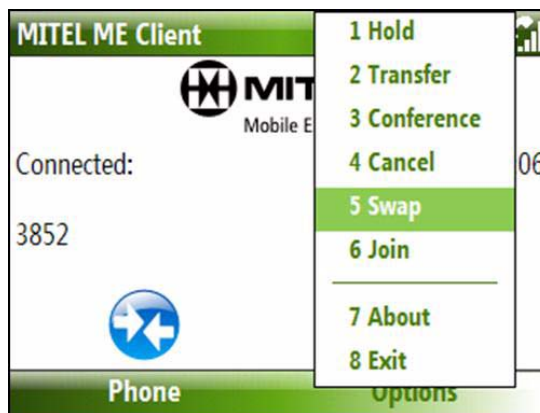 MITEL ME Client
MIT
Mobile E
Connected:
06
3852
1 Hold
2 Transfer
3 Conference
4 Cancel
5 Swap
6 Join
7 About
8 Exit
Phone
Options